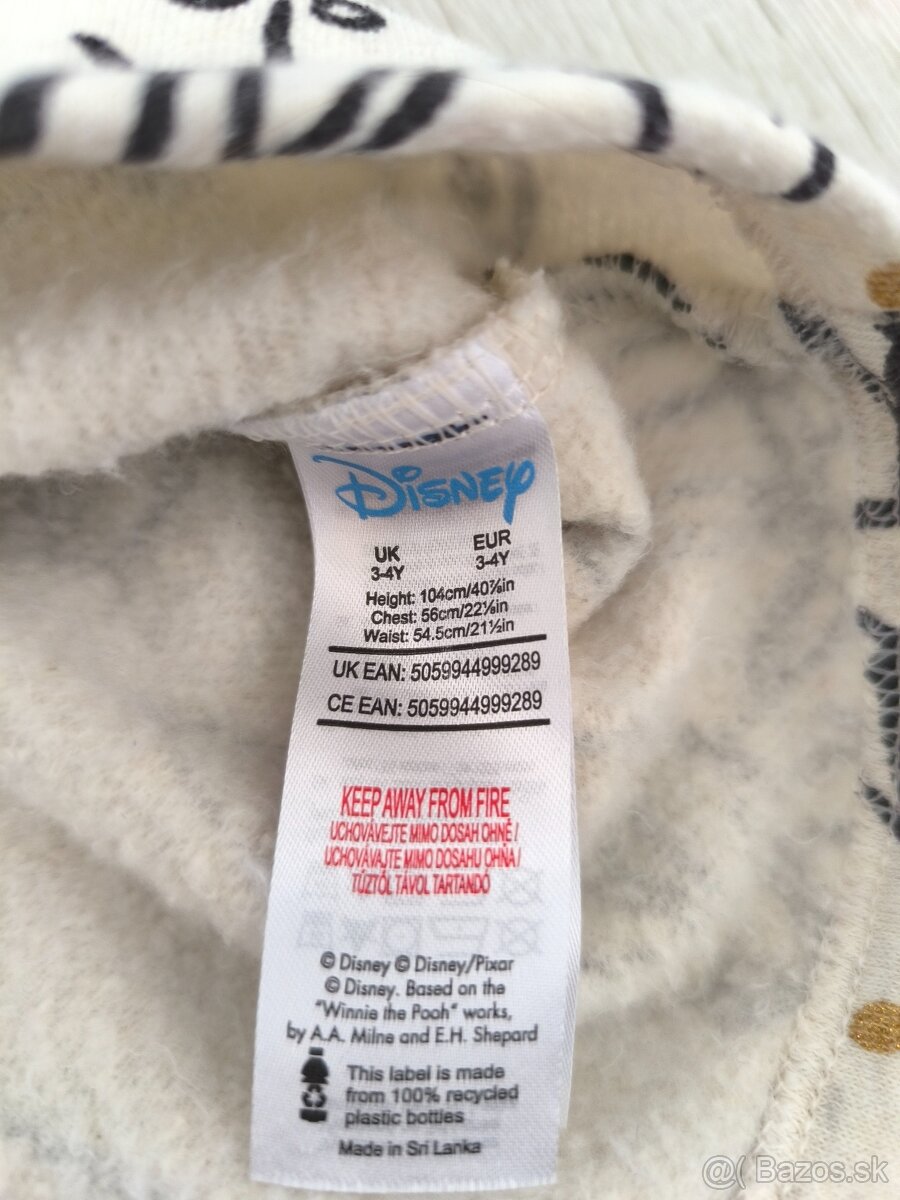 Disney
UK EUR
3-4Y 3-4Y
Height: 104cm/40⅞in
Chest: 56cm/22⅛in
Waist: 54.5cm/21½in
UK EAN: 5059944999289
CE EAN: 5059944999289
KEEP AWAY FROM FIRE
UCHOVÁVEJTE MIMO DOSAH OHNĚ /
UCHOVÁVAJTE MIMO DOSAHU OHŇA /
TŰZTŐL TÁVOL TARTANDÓ
© Disney © Disney/Pixar
© Disney. Based on the
"Winnie the Pooh" works,
by A.A. Milne and E.H. Shepard
This label is made
from 100% recycled
plastic bottles
Made in Sri Lanka
@( Bazos.sk